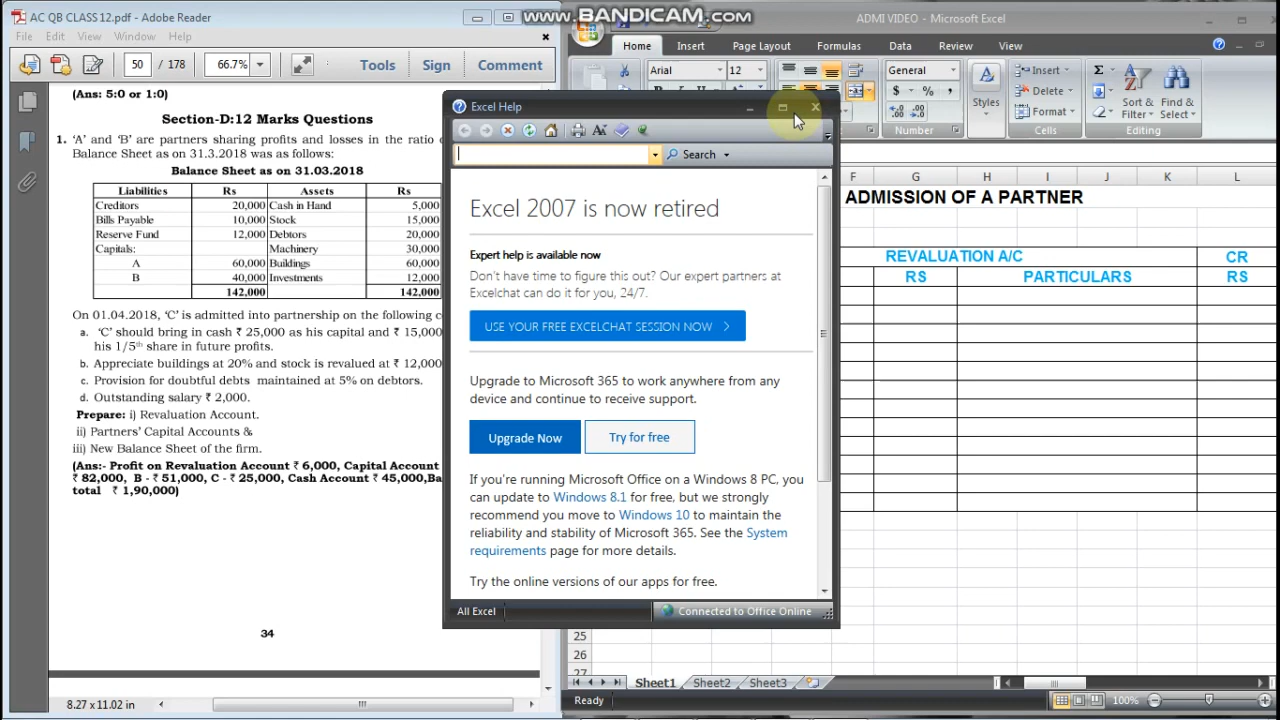 AC QB CLASS 12.pdf - Adobe Reader
www.BANDICAM.com
ADMI VIDEO - Microsoft Excel
File Edit View Window Help
Home Insert Page Layout Formulas Data Review View
50 / 178 66.7% Tools Sign Comment
Arial 12 General Styles Insert Delete Format Sort & Filter Find & Select
Number Cells Editing
(Ans: 5:0 or 1:0)
Section-D:12 Marks Questions
1. 'A' and 'B' are partners sharing profits and losses in the ratio
Balance Sheet as on 31.3.2018 was as follows:
Balance Sheet as on 31.03.2018
Liabilities Rs Assets Rs
Creditors 20,000 Cash in Hand 5,000
Bills Payable 10,000 Stock 15,000
Reserve Fund 12,000 Debtors 20,000
Capitals: Machinery 30,000
A 60,000 Buildings 60,000
B 40,000 Investments 12,000
142,000 142,000
On 01.04.2018, 'C' is admitted into partnership on the following
a. 'C' should bring in cash ₹ 25,000 as his capital and ₹ 15,000
his 1/5th share in future profits.
b. Appreciate buildings at 20% and stock is revalued at ₹ 12,000
c. Provision for doubtful debts maintained at 5% on debtors.
d. Outstanding salary ₹ 2,000.
Prepare: i) Revaluation Account.
ii) Partners' Capital Accounts &
iii) New Balance Sheet of the firm.
(Ans:- Profit on Revaluation Account ₹ 6,000, Capital Account
₹ 82,000, B - ₹ 51,000, C - ₹ 25,000, Cash Account ₹ 45,000,Ba
total ₹ 1,90,000)
34
8.27 x 11.02 in
Excel Help
Search
Excel 2007 is now retired
Expert help is available now
Don't have time to figure this out? Our expert partners at
Excelchat can do it for you, 24/7.
USE YOUR FREE EXCELCHAT SESSION NOW
Upgrade to Microsoft 365 to work anywhere from any
device and continue to receive support.
Upgrade Now Try for free
If you're running Microsoft Office on a Windows 8 PC, you
can update to Windows 8.1 for free, but we strongly
recommend you move to Windows 10 to maintain the
reliability and stability of Microsoft 365. See the System
requirements page for more details.
Try the online versions of our apps for free.
All Excel Connected to Office Online
F G H I J K L
ADMISSION OF A PARTNER
REVALUATION A/C CR
RS PARTICULARS RS
25
26
27
Sheet1 Sheet2 Sheet3
Ready 100%